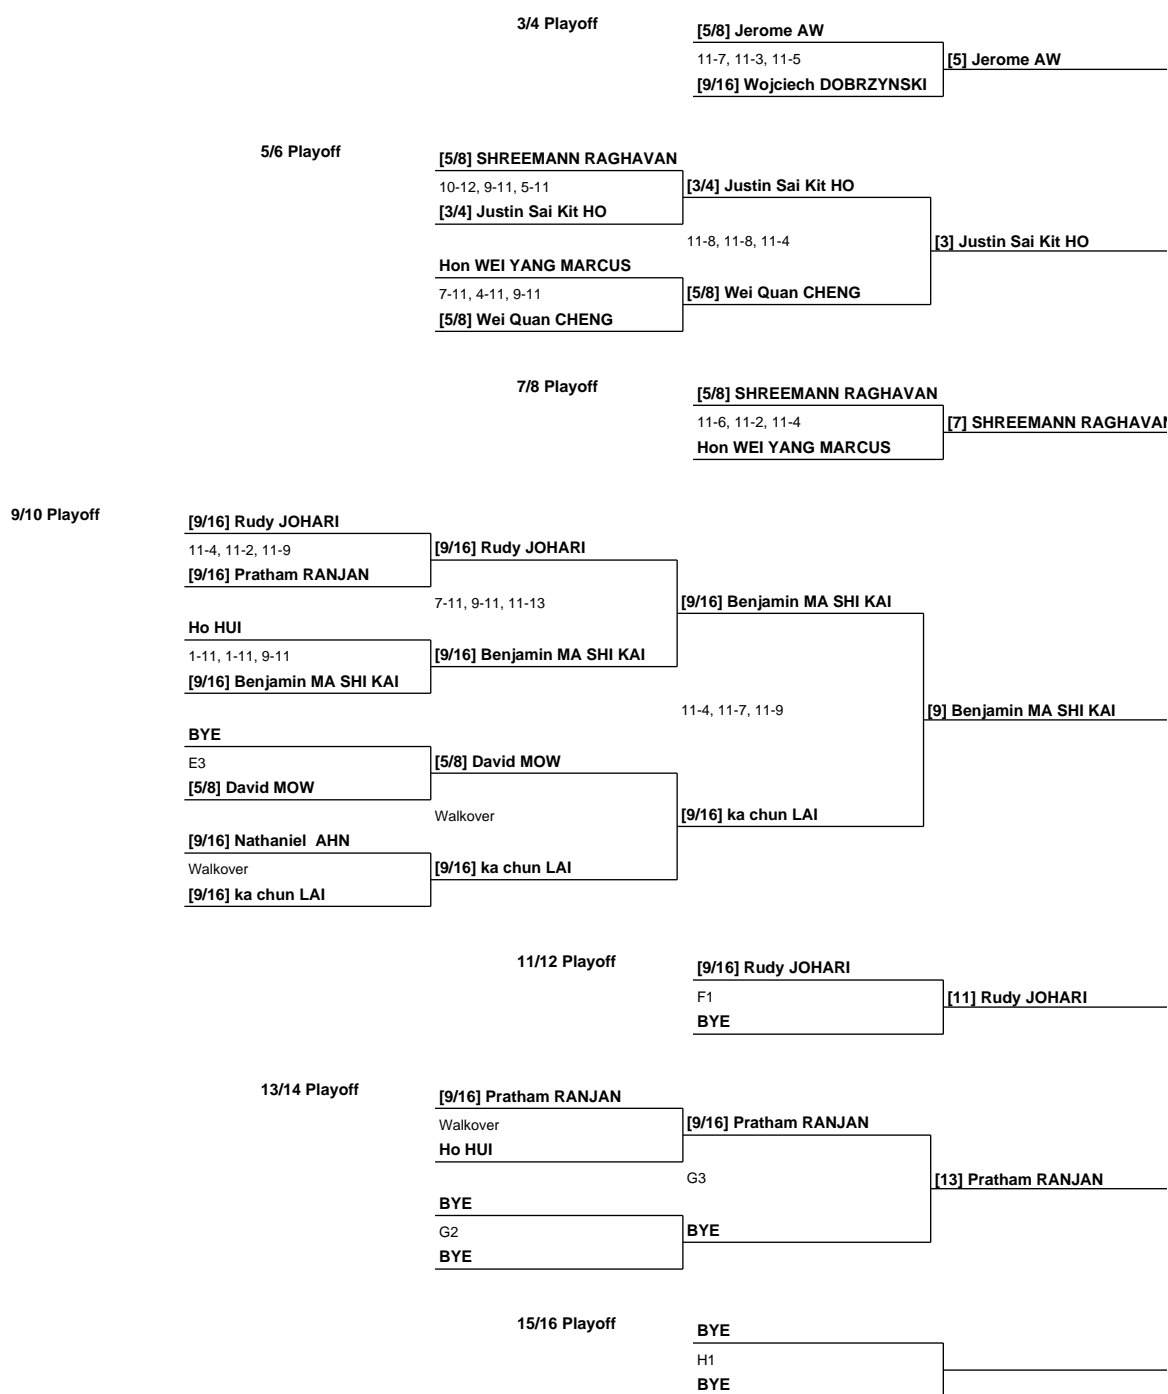 3/4 Playoff
[5/8] Jerome AW
11-7, 11-3, 11-5
[5] Jerome AW
[9/16] Wojciech DOBRZYNSKI
5/6 Playoff
[5/8] SHREEMANN RAGHAVAN
10-12, 9-11, 5-11
[3/4] Justin Sai Kit HO
[3/4] Justin Sai Kit HO
11-8, 11-8, 11-4
[3] Justin Sai Kit HO
Hon WEI YANG MARCUS
7-11, 4-11, 9-11
[5/8] Wei Quan CHENG
[5/8] Wei Quan CHENG
7/8 Playoff
[5/8] SHREEMANN RAGHAVAN
11-6, 11-2, 11-4
[7] SHREEMANN RAGHAVAN
Hon WEI YANG MARCUS
9/10 Playoff
[9/16] Rudy JOHARI
11-4, 11-2, 11-9
[9/16] Rudy JOHARI
[9/16] Pratham RANJAN
7-11, 9-11, 11-13
[9/16] Benjamin MA SHI KAI
Ho HUI
1-11, 1-11, 9-11
[9/16] Benjamin MA SHI KAI
[9/16] Benjamin MA SHI KAI
11-4, 11-7, 11-9
[9] Benjamin MA SHI KAI
BYE
E3
[5/8] David MOW
[5/8] David MOW
Walkover
[9/16] ka chun LAI
[9/16] Nathaniel  AHN
Walkover
[9/16] ka chun LAI
[9/16] ka chun LAI
11/12 Playoff
[9/16] Rudy JOHARI
F1
[11] Rudy JOHARI
BYE
13/14 Playoff
[9/16] Pratham RANJAN
Walkover
[9/16] Pratham RANJAN
Ho HUI
G3
[13] Pratham RANJAN
BYE
G2
BYE
BYE
15/16 Playoff
BYE
H1
BYE